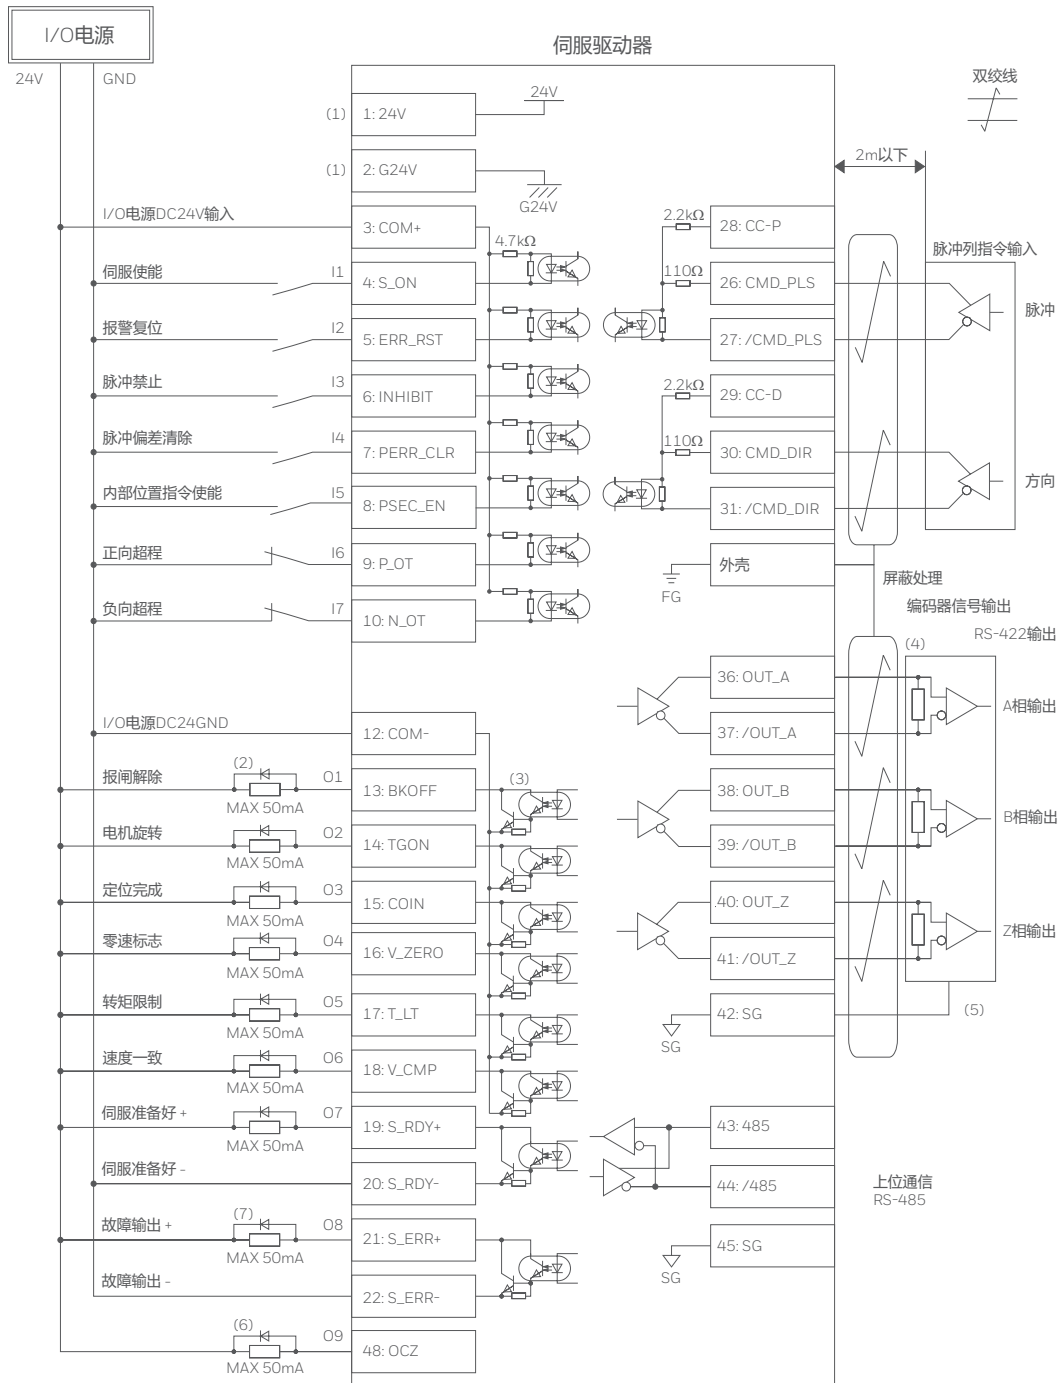 I/O电源
伺服驱动器
24V
GND
双绞线
24V
(1)
1: 24V
2m以下
(1)
2: G24V
G24V
I/O电源DC24V输入
3: COM+
4.7kΩ
2.2kΩ
28: CC-P
脉冲列指令输入
伺服使能
I1
4: S_ON
110Ω
26: CMD_PLS
脉冲
报警复位
I2
5: ERR_RST
27: /CMD_PLS
脉冲禁止
I3
6: INHIBIT
2.2kΩ
29: CC-D
脉冲偏差清除
I4
7: PERR_CLR
110Ω
30: CMD_DIR
方向
内部位置指令使能
I5
8: PSEC_EN
31: /CMD_DIR
正向超程
I6
9: P_OT
FG
外壳
屏蔽处理
负向超程
I7
10: N_OT
编码器信号输出
RS-422输出
(4)
36: OUT_A
A相输出
I/O电源DC24GND
12: COM-
37: /OUT_A
报闸解除
(2)
MAX 50mA
O1
13: BKOFF
(3)
38: OUT_B
B相输出
电机旋转
MAX 50mA
O2
14: TGON
39: /OUT_B
定位完成
MAX 50mA
O3
15: COIN
.40: OUT_Z
Z相输出
零速标志
MAX 50mA
O4
16: V_ZERO
41: /OUT_Z
转矩限制
MAX 50mA
O5
17: T_LT
SG
42: SG
(5)
速度一致
MAX 50mA
O6
18: V_CMP
伺服准备好 +
MAX 50mA
O7
19: S_RDY+
43: 485
伺服准备好 -
20: S_RDY-
44: /485
上位通信
RS-485
故障输出 +
(7)
MAX 50mA
O8
21: S_ERR+
SG
45: SG
故障输出 -
22: S_ERR-
(6)
MAX 50mA
O9
48: OCZ